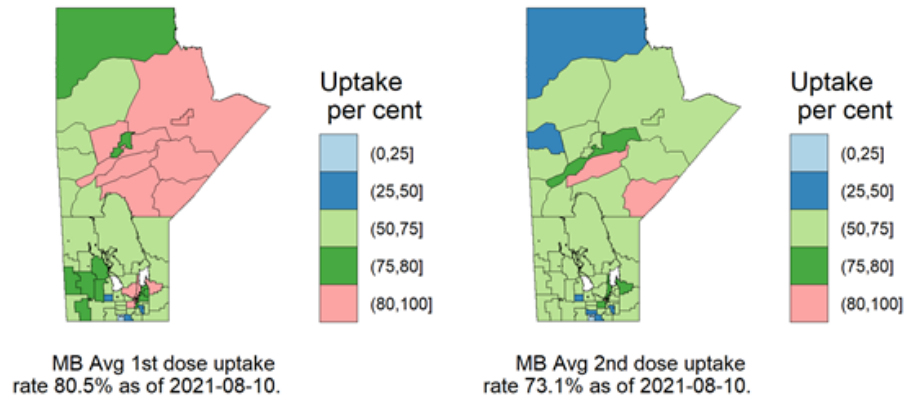 Uptake
per cent
(0,25]
(25,50]
(50,75]
(75,80]
(80,100]
MB Avg 1st dose uptake
rate 80.5% as of 2021-08-10.
Uptake
per cent
(0,25]
(25,50]
(50,75]
(75,80]
(80,100]
MB Avg 2nd dose uptake
rate 73.1% as of 2021-08-10.